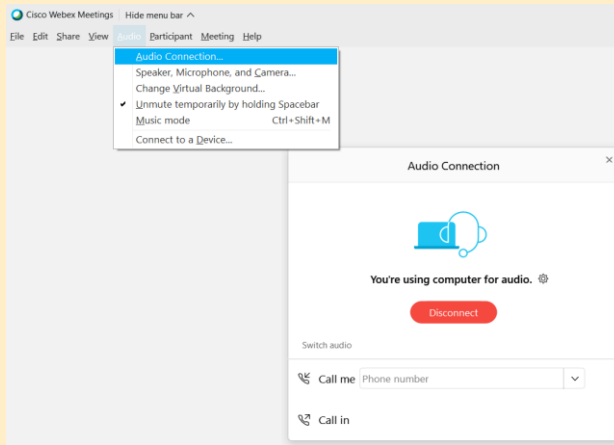 Cisco Webex Meetings Hide menu bar
File Edit Share View Audio Participant Meeting Help
Audio Connection...
Speaker, Microphone, and Camera...
Change Virtual Background...
Unmute temporarily by holding Spacebar
Music mode Ctrl+Shift+M
Connect to a Device...
Audio Connection
You're using computer for audio.
Disconnect
Switch audio
Call me Phone number
Call in